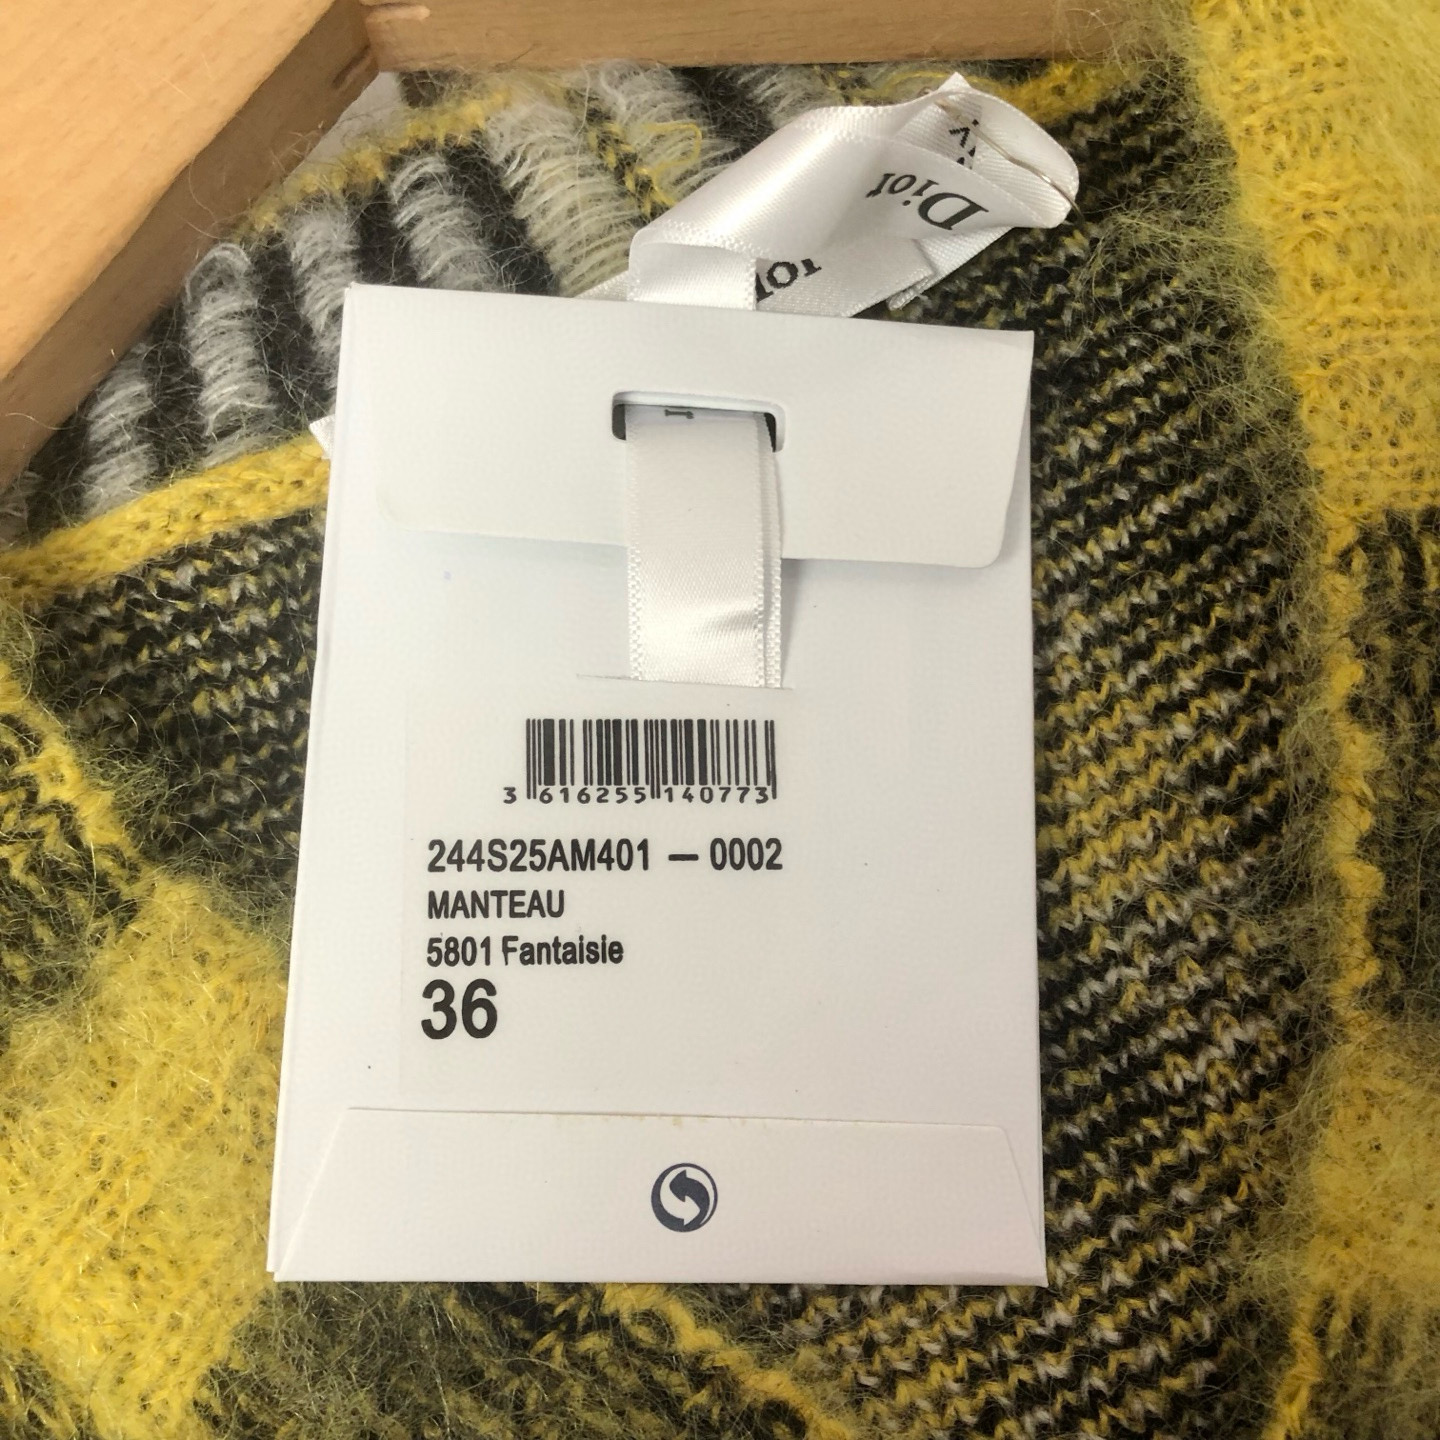 Dior
3 616255 140773
244S25AM401 — 0002
MANTEAU
5801 Fantaisie
36